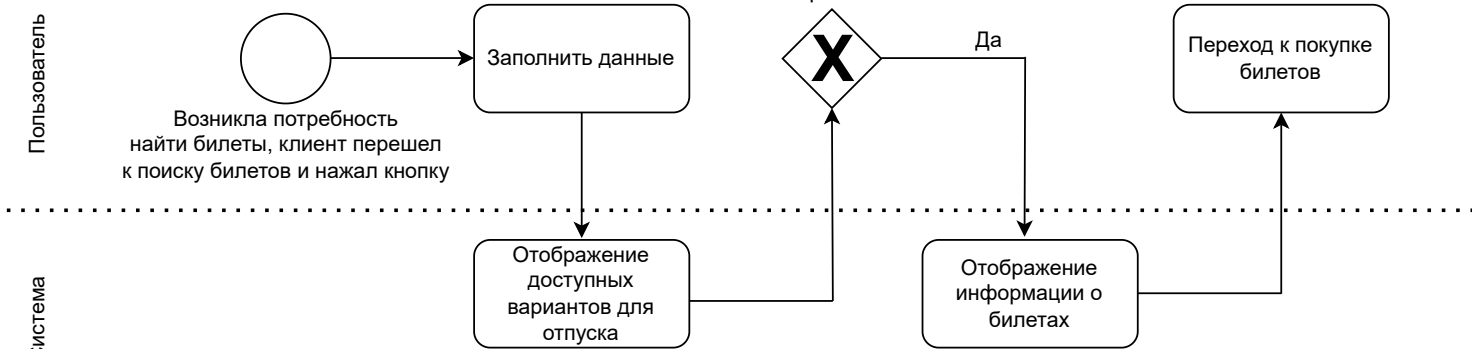 Пользователь
Возникла потребность
найти билеты, клиент перешел
к поиску билетов и нажал кнопку
Заполнить данные
X
Да
Переход к покупке
билетов
Отображение
доступных
вариантов для
отпуска
Отображение
информации о
билетах